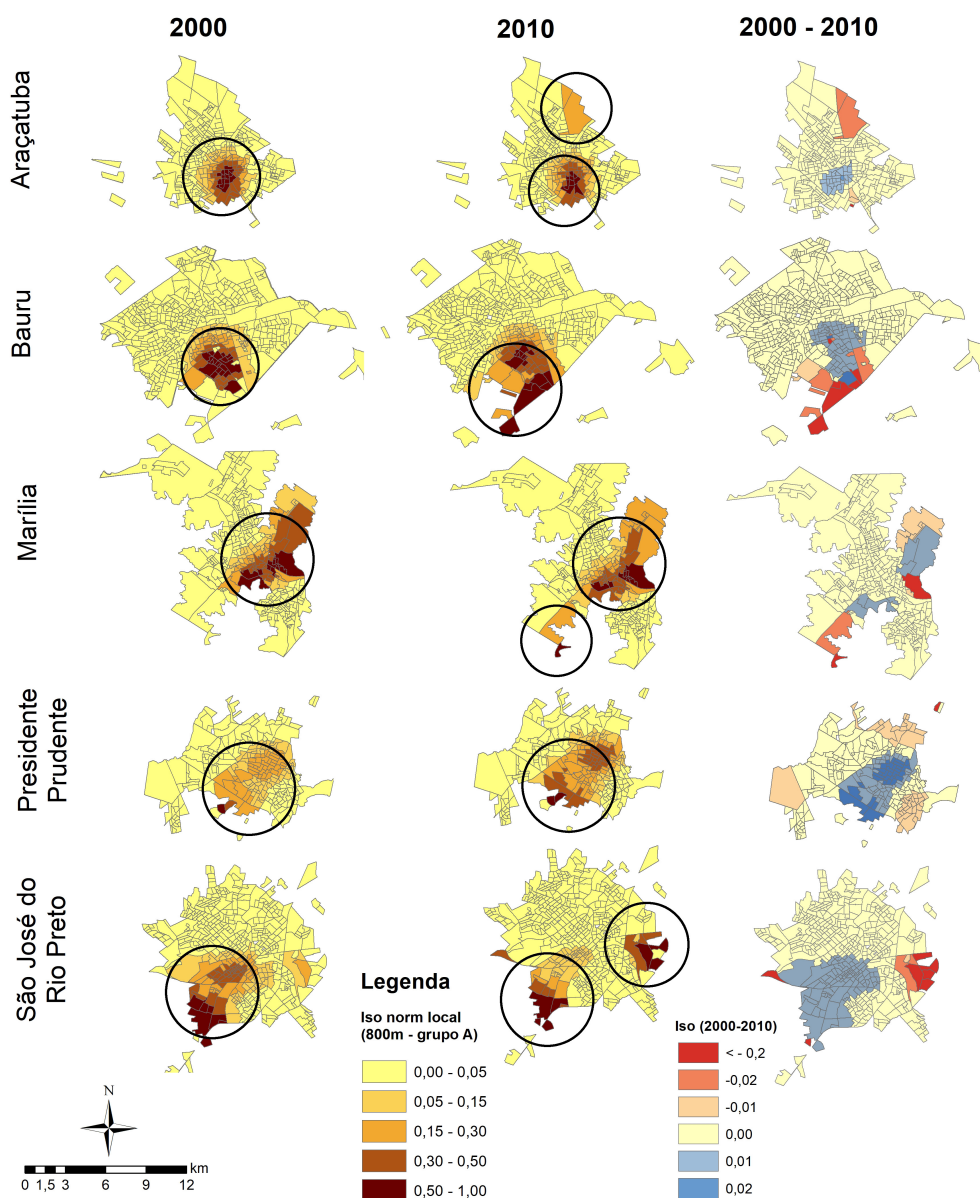 2000
2010
2000 - 2010
Araçatuba
Bauru
Marília
Presidente
Prudente
São José do
Rio Preto
Legenda
Iso norm local
(800m - grupo A)
0,00 - 0,05
0,05 - 0,15
0,15 - 0,30
0,30 - 0,50
0,50 - 1,00
Iso (2000-2010)
< - 0,2
-0,02
-0,01
0,00
0,01
0,02
N
km
0 1,5 3 6 9 12